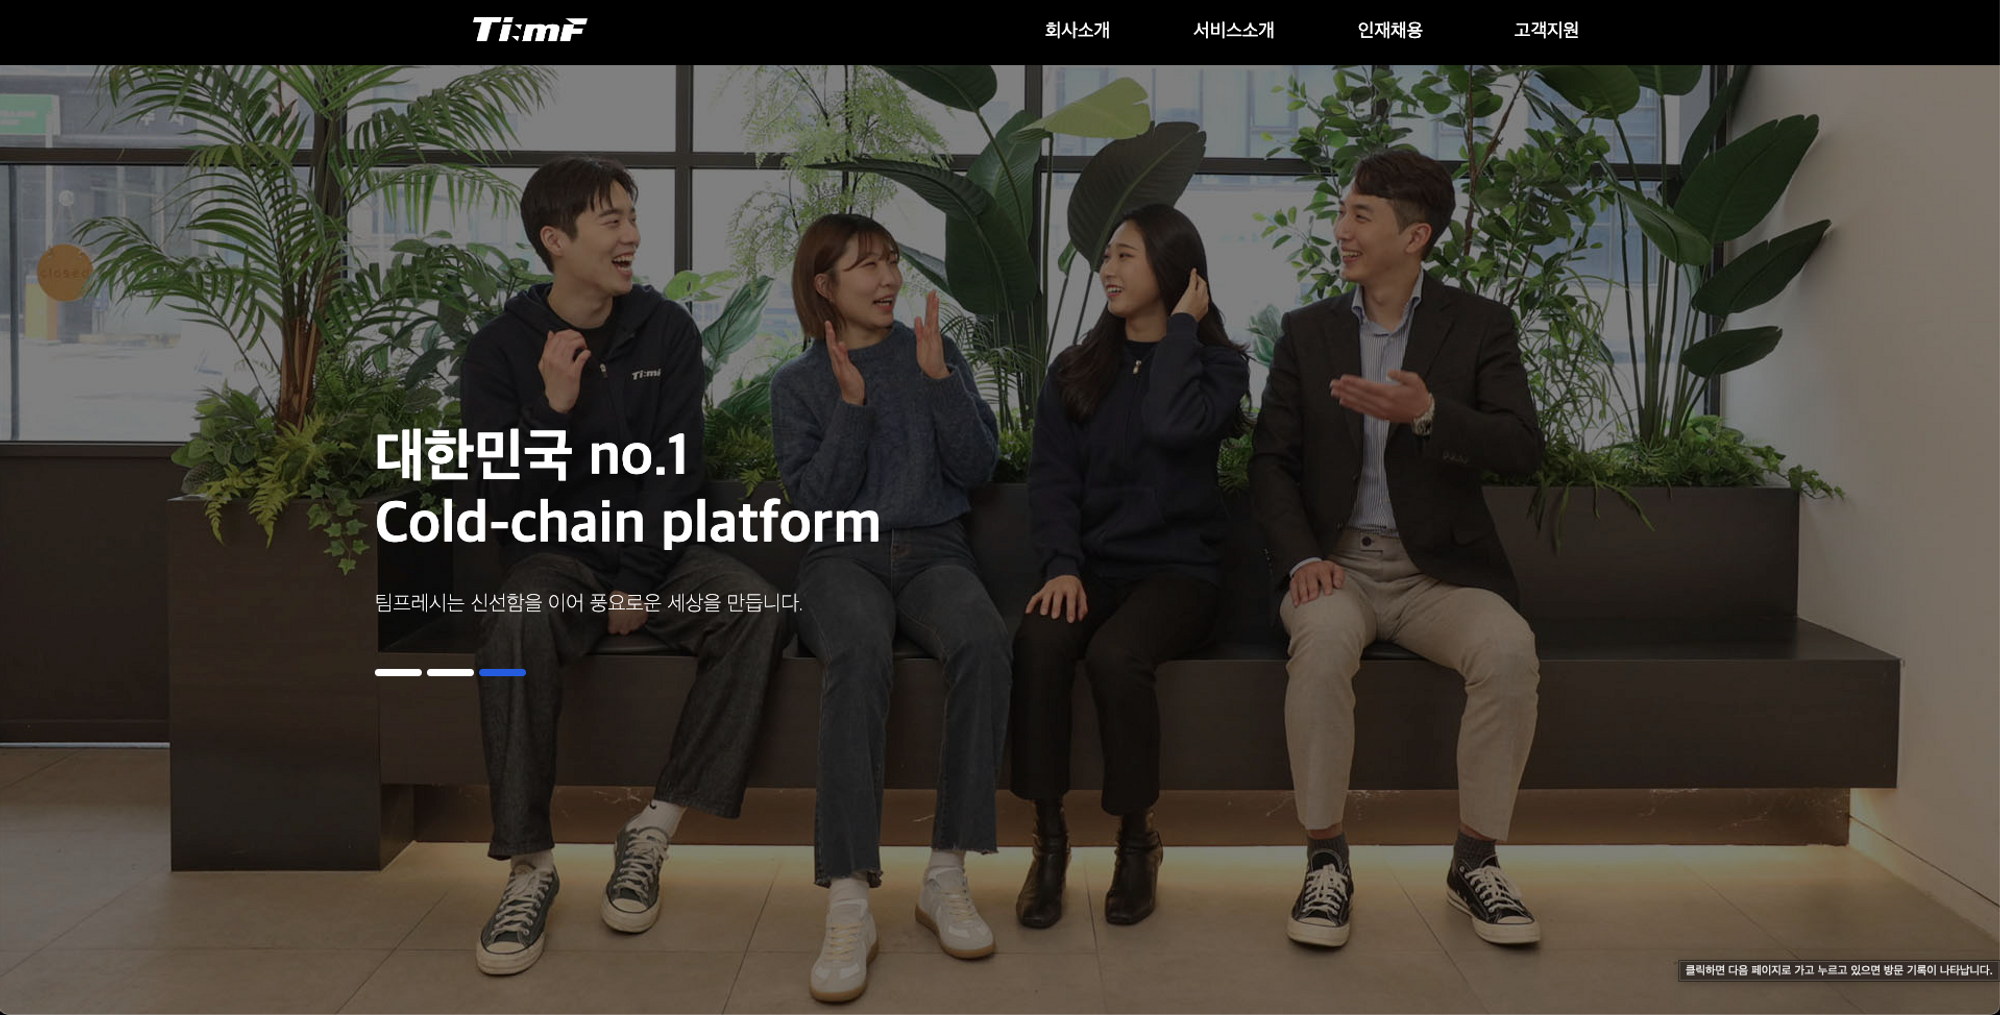 Ti:mF
회사소개 서비스소개 인재채용 고객지원
closed
Ti:mF
대한민국 no.1
Cold-chain platform
팀프레시는 신선함을 이어 풍요로운 세상을 만듭니다.
클릭하면 다음 페이지로 가고 누르고 있으면 방문 기록이 나타납니다.